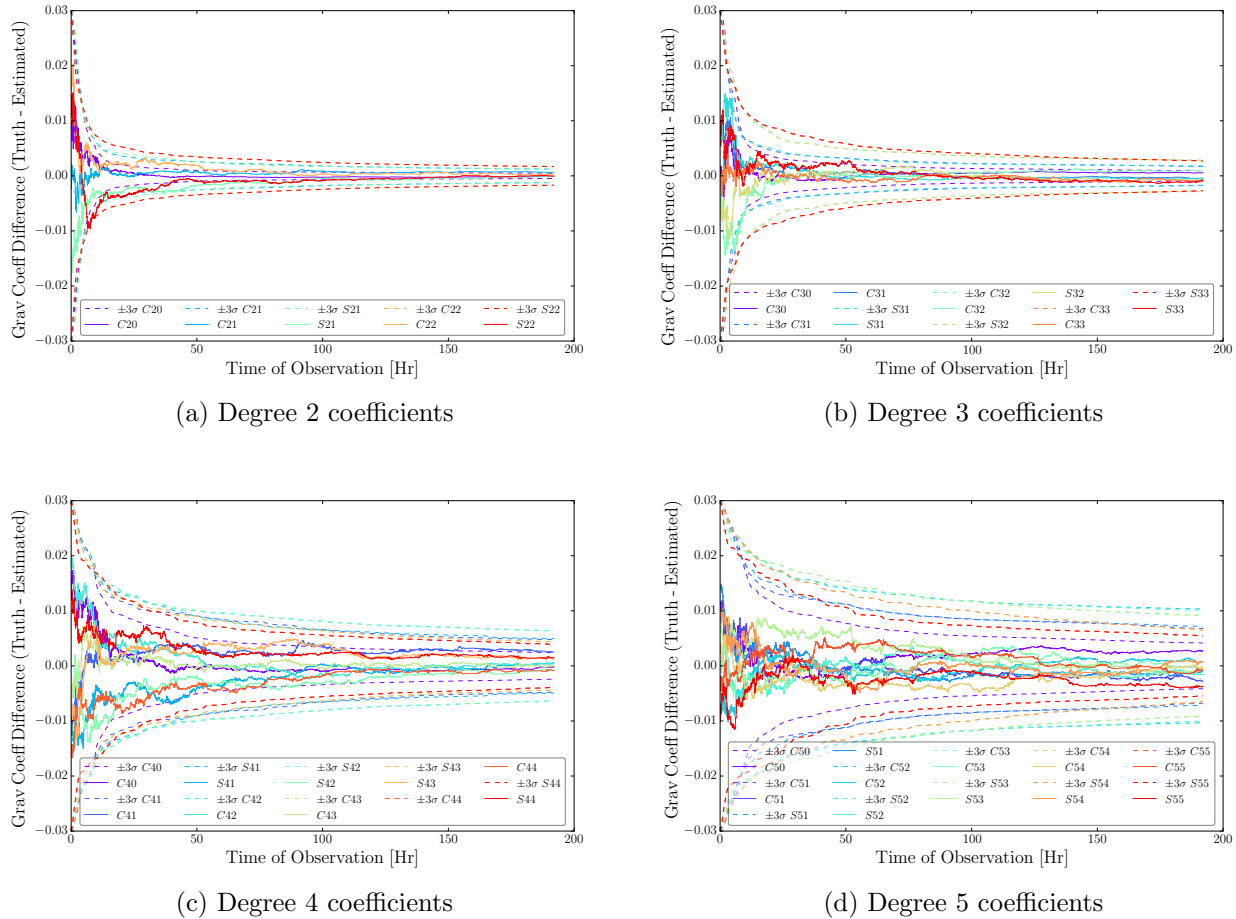 Grav Coeff Difference (Truth - Estimated)
0.03
0.02
0.01
0.00
−0.01
−0.02
−0.03
±3σ C20 ±3σ C21 ±3σ S21 ±3σ C22 ±3σ S22
C20 C21 S21 C22 S22
0 50 100 150 200
Time of Observation [Hr]
(a) Degree 2 coefficients
Grav Coeff Difference (Truth - Estimated)
0.03
0.02
0.01
0.00
−0.01
−0.02
−0.03
±3σ C30 C31 ±3σ C32 S32 ±3σ S33
C30 ±3σ S31 C32 ±3σ C33 S33
±3σ C31 S31 ±3σ S32 C33
0 50 100 150 200
Time of Observation [Hr]
(b) Degree 3 coefficients
Grav Coeff Difference (Truth - Estimated)
0.03
0.02
0.01
0.00
−0.01
−0.02
−0.03
±3σ C40 ±3σ S41 ±3σ S42 ±3σ S43 C44
C40 S41 S42 S43 ±3σ S44
±3σ C41 ±3σ C42 ±3σ C43 ±3σ C44 S44
C41 C42 C43
0 50 100 150 200
Time of Observation [Hr]
(c) Degree 4 coefficients
Grav Coeff Difference (Truth - Estimated)
0.03
0.02
0.01
0.00
−0.01
−0.02
−0.03
±3σ C50 S51 ±3σ C53 ±3σ C54 ±3σ C55
C50 ±3σ C52 C53 C54 C55
±3σ C51 C52 ±3σ S53 ±3σ S54 ±3σ S55
C51 ±3σ S52 S53 S54 S55
±3σ S51 S52
0 50 100 150 200
Time of Observation [Hr]
(d) Degree 5 coefficients